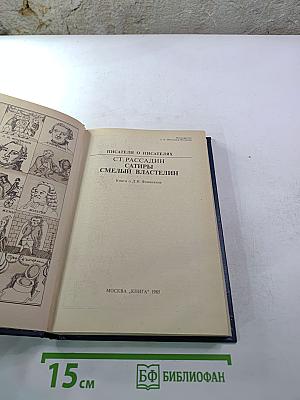 ПИСАТЕЛИ О ПИСАТЕЛЯХ
СТ. РАССАДИН
САТИРЫ
СМЕЛЫЙ ВЛАСТЕЛИН
Книга о Д. И. Фонвизине
МОСКВА „КНИГА" 1985
15 см
БФ БИБЛИОФАН